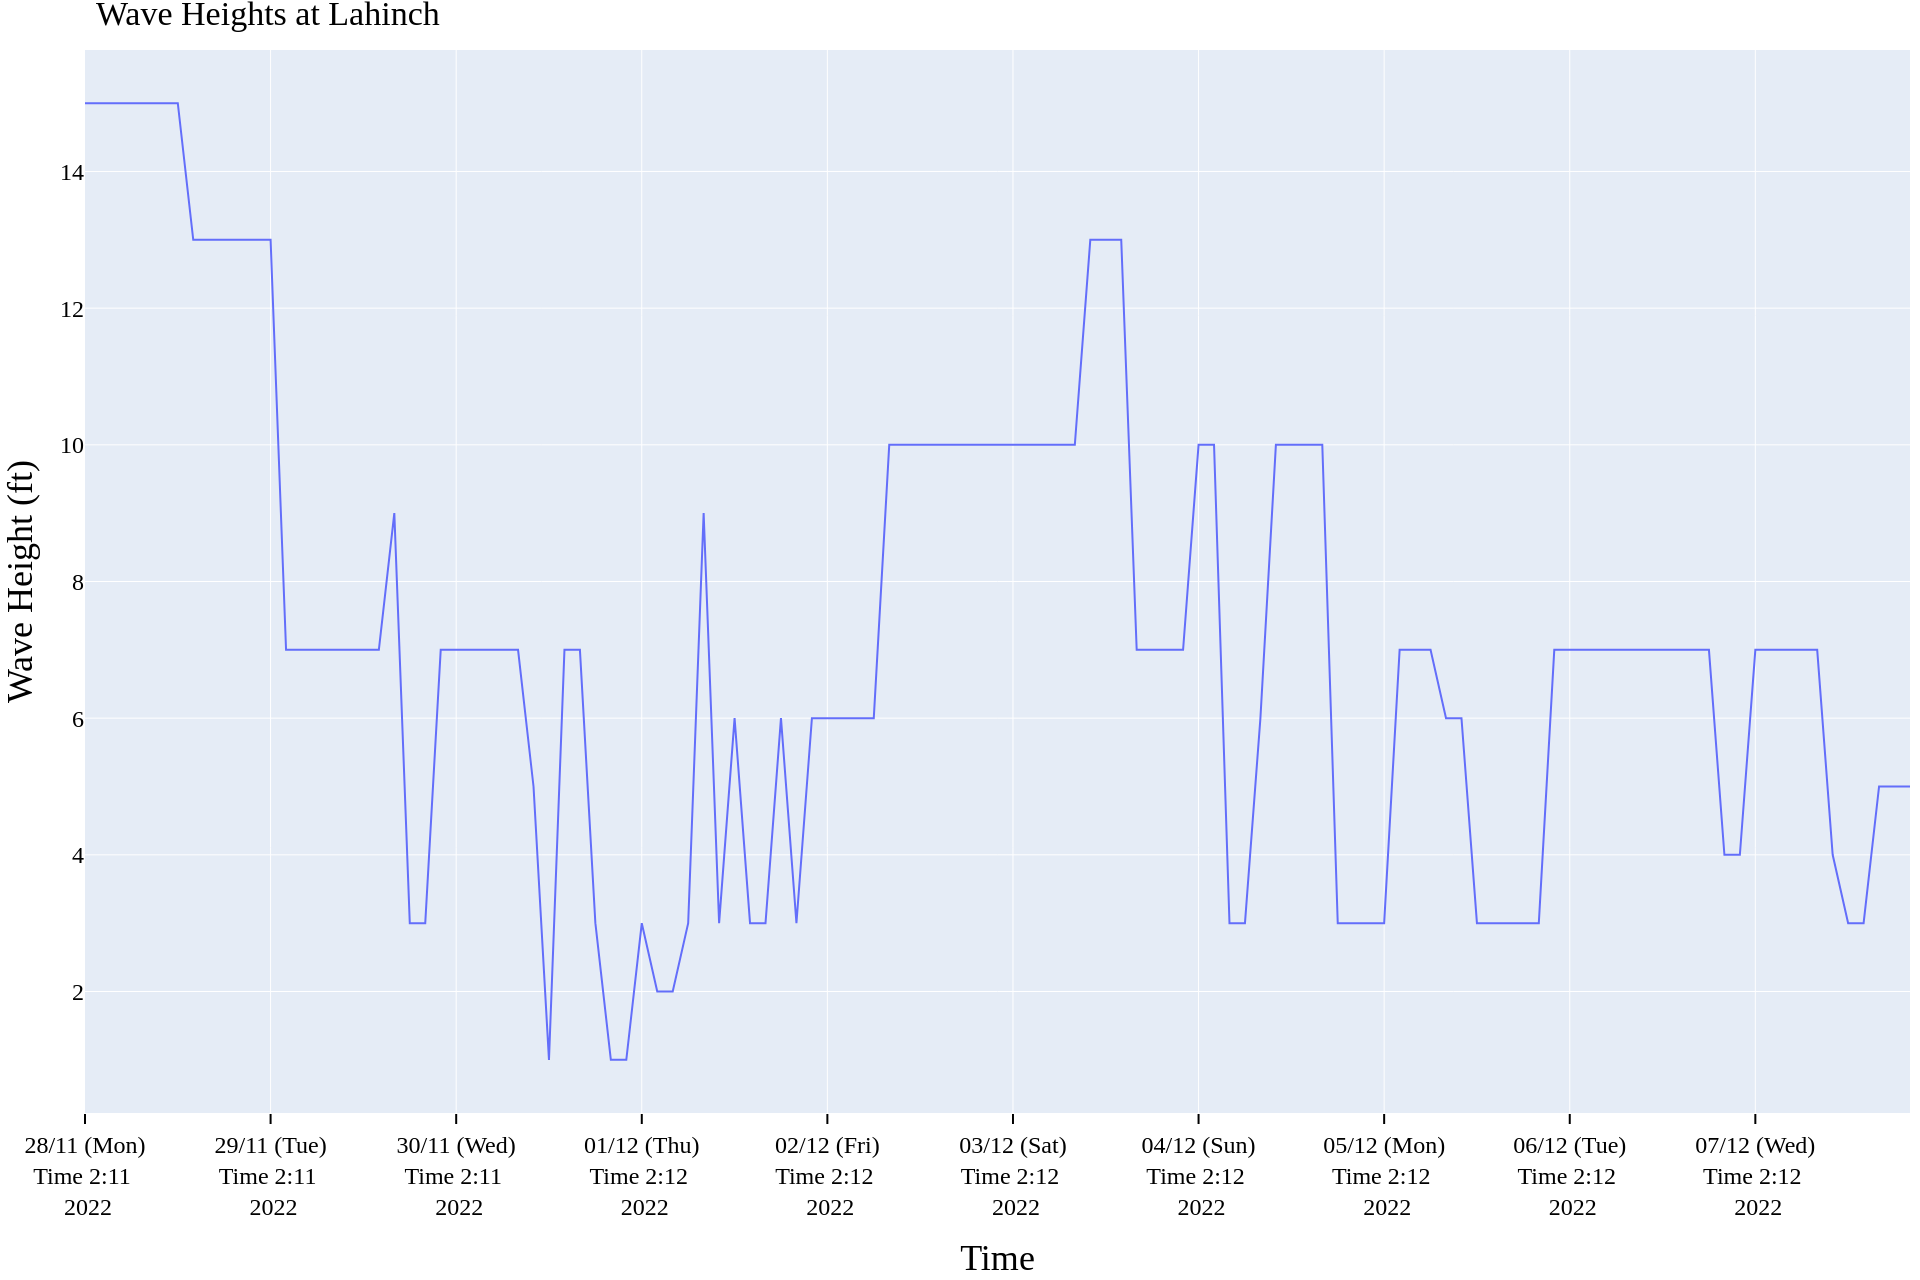 Wave Heights at Lahinch
Wave Height (ft)
14
12
10
8
6
4
2
28/11 (Mon)
Time 2:11
2022
29/11 (Tue)
Time 2:11
2022
30/11 (Wed)
Time 2:11
2022
01/12 (Thu)
Time 2:12
2022
02/12 (Fri)
Time 2:12
2022
03/12 (Sat)
Time 2:12
2022
04/12 (Sun)
Time 2:12
2022
05/12 (Mon)
Time 2:12
2022
06/12 (Tue)
Time 2:12
2022
07/12 (Wed)
Time 2:12
2022
Time